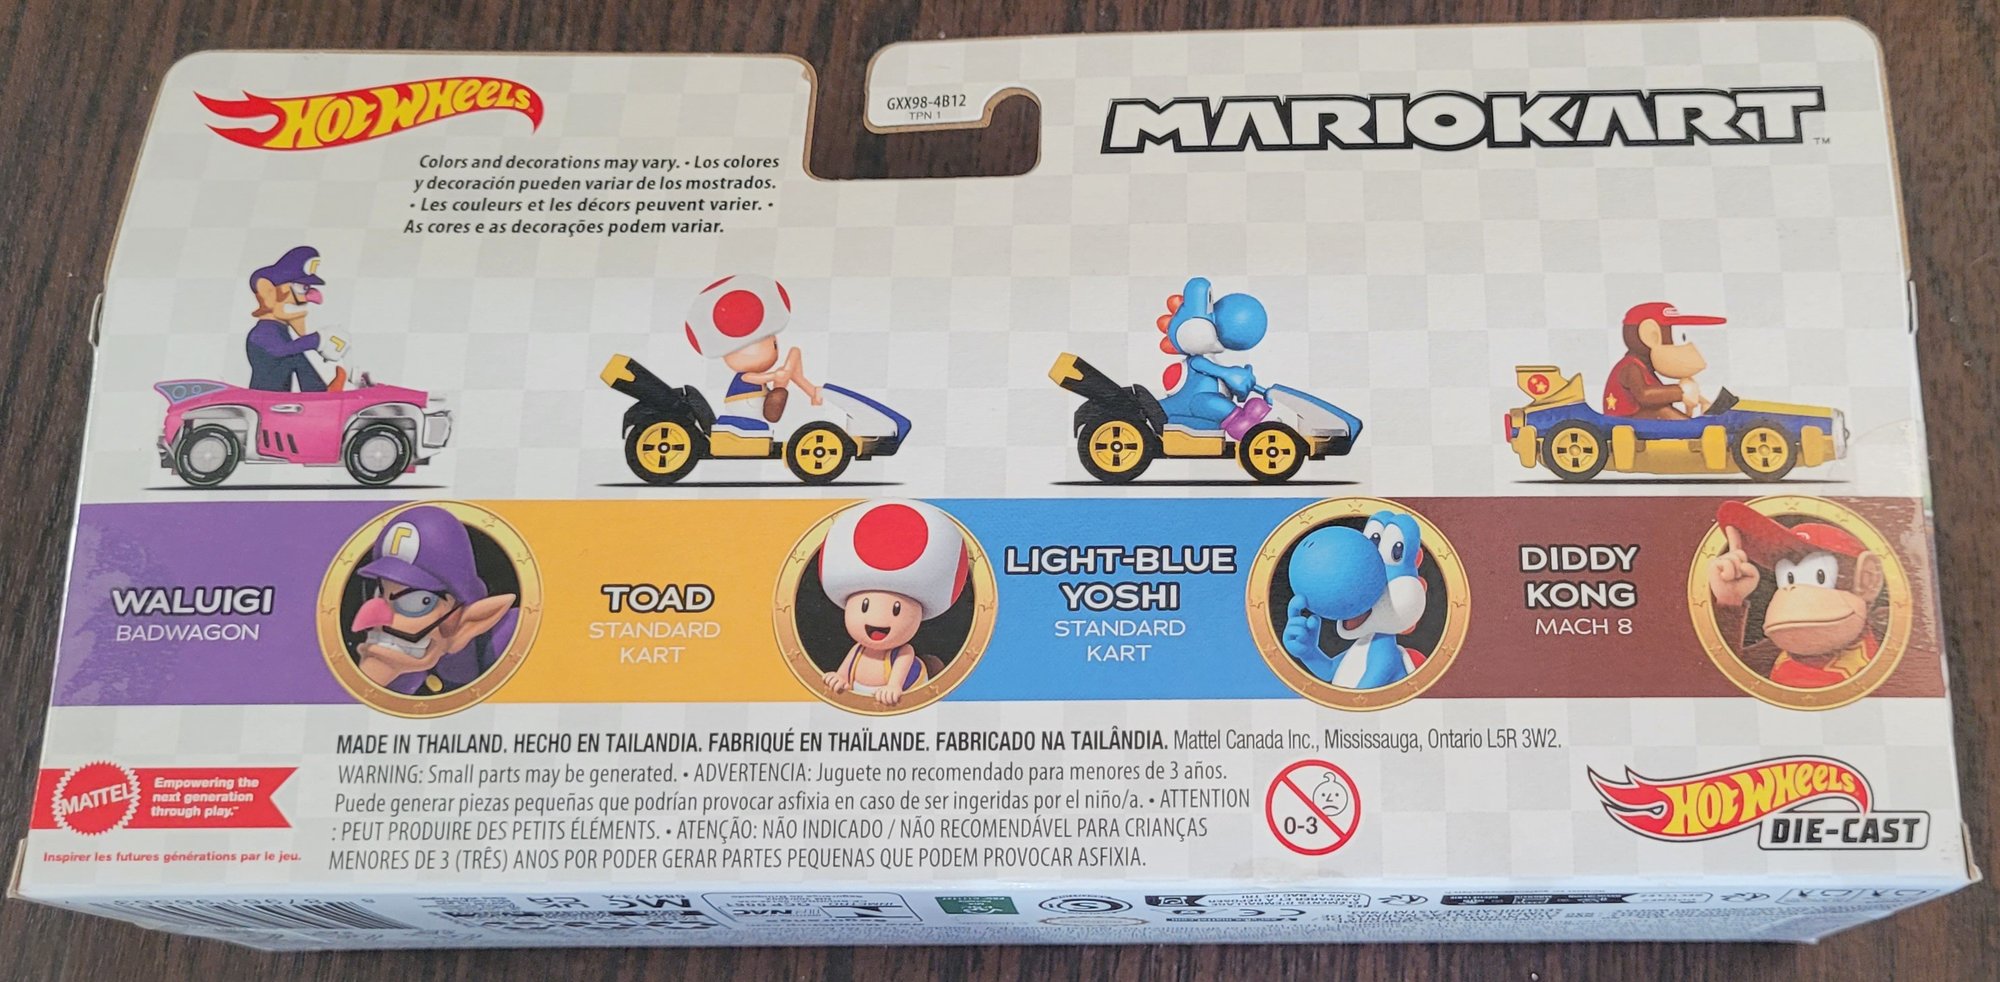 HOT WHEELS
GXX98-4B12
TPN 1
MARIOKART™
Colors and decorations may vary. • Los colores
y decoración pueden variar de los mostrados.
• Les couleurs et les décors peuvent varier. •
As cores e as decorações podem variar.
WALUIGI
BADWAGON
TOAD
STANDARD
KART
LIGHT-BLUE
YOSHI
STANDARD
KART
DIDDY
KONG
MACH 8
MADE IN THAILAND. HECHO EN TAILANDIA. FABRIQUÉ EN THAÏLANDE. FABRICADO NA TAILÂNDIA. Mattel Canada Inc., Mississauga, Ontario L5R 3W2.
WARNING: Small parts may be generated. • ADVERTENCIA: Juguete no recomendado para menores de 3 años.
Puede generar piezas pequeñas que podrían provocar asfixia en caso de ser ingeridas por el niño/a. • ATTENTION
: PEUT PRODUIRE DES PETITS ÉLÉMENTS. • ATENÇÃO: NÃO INDICADO / NÃO RECOMENDÁVEL PARA CRIANÇAS
MENORES DE 3 (TRÊS) ANOS POR PODER GERAR PARTES PEQUENAS QUE PODEM PROVOCAR ASFIXIA.
MATTEL
Empowering the
next generation
through play.™
Inspirer les futures générations par le jeu.
0-3
HOT WHEELS
DIE-CAST
NAC